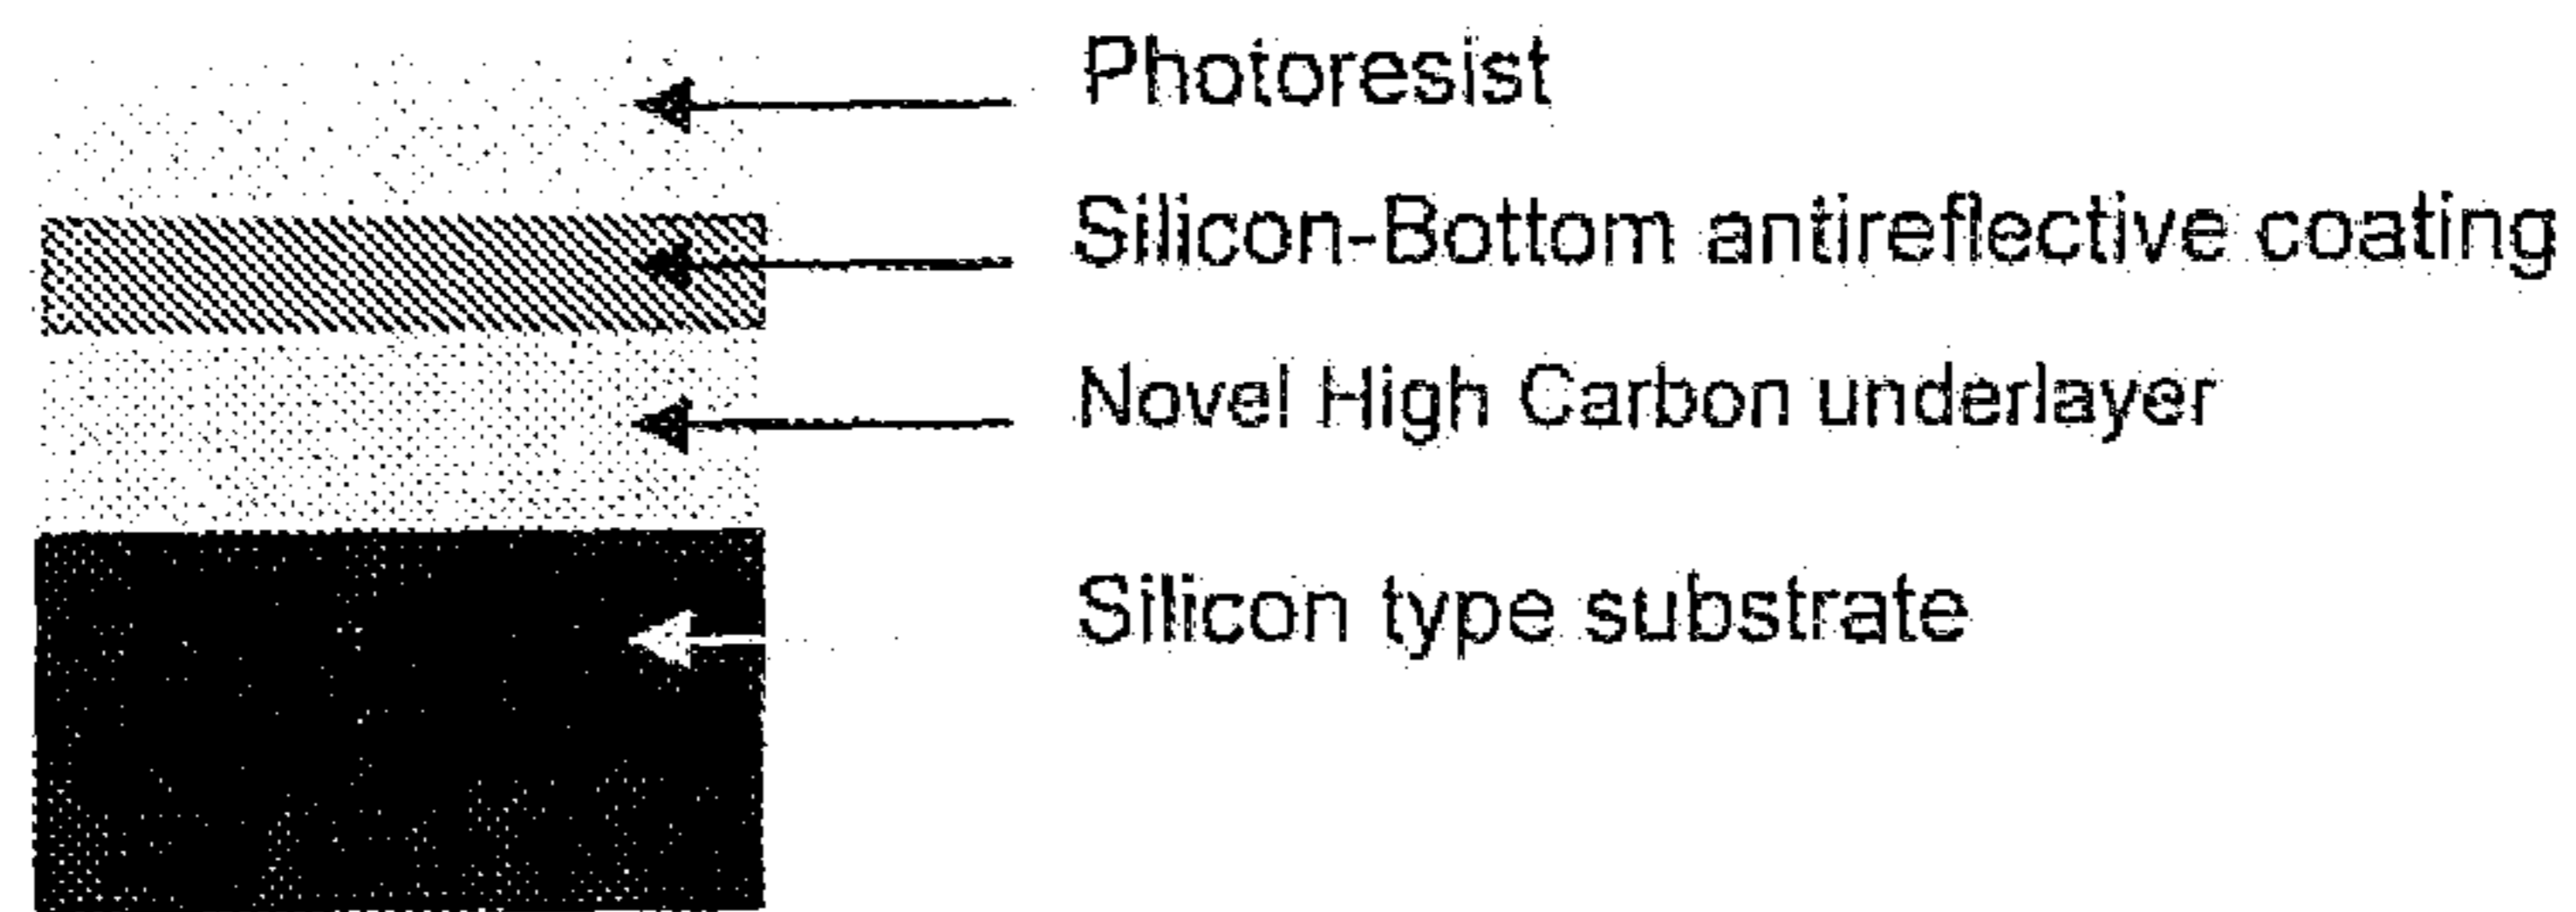 Photoresist
Silicon-Bottom antireflective coating
Novel High Carbon underlayer
Silicon type substrate